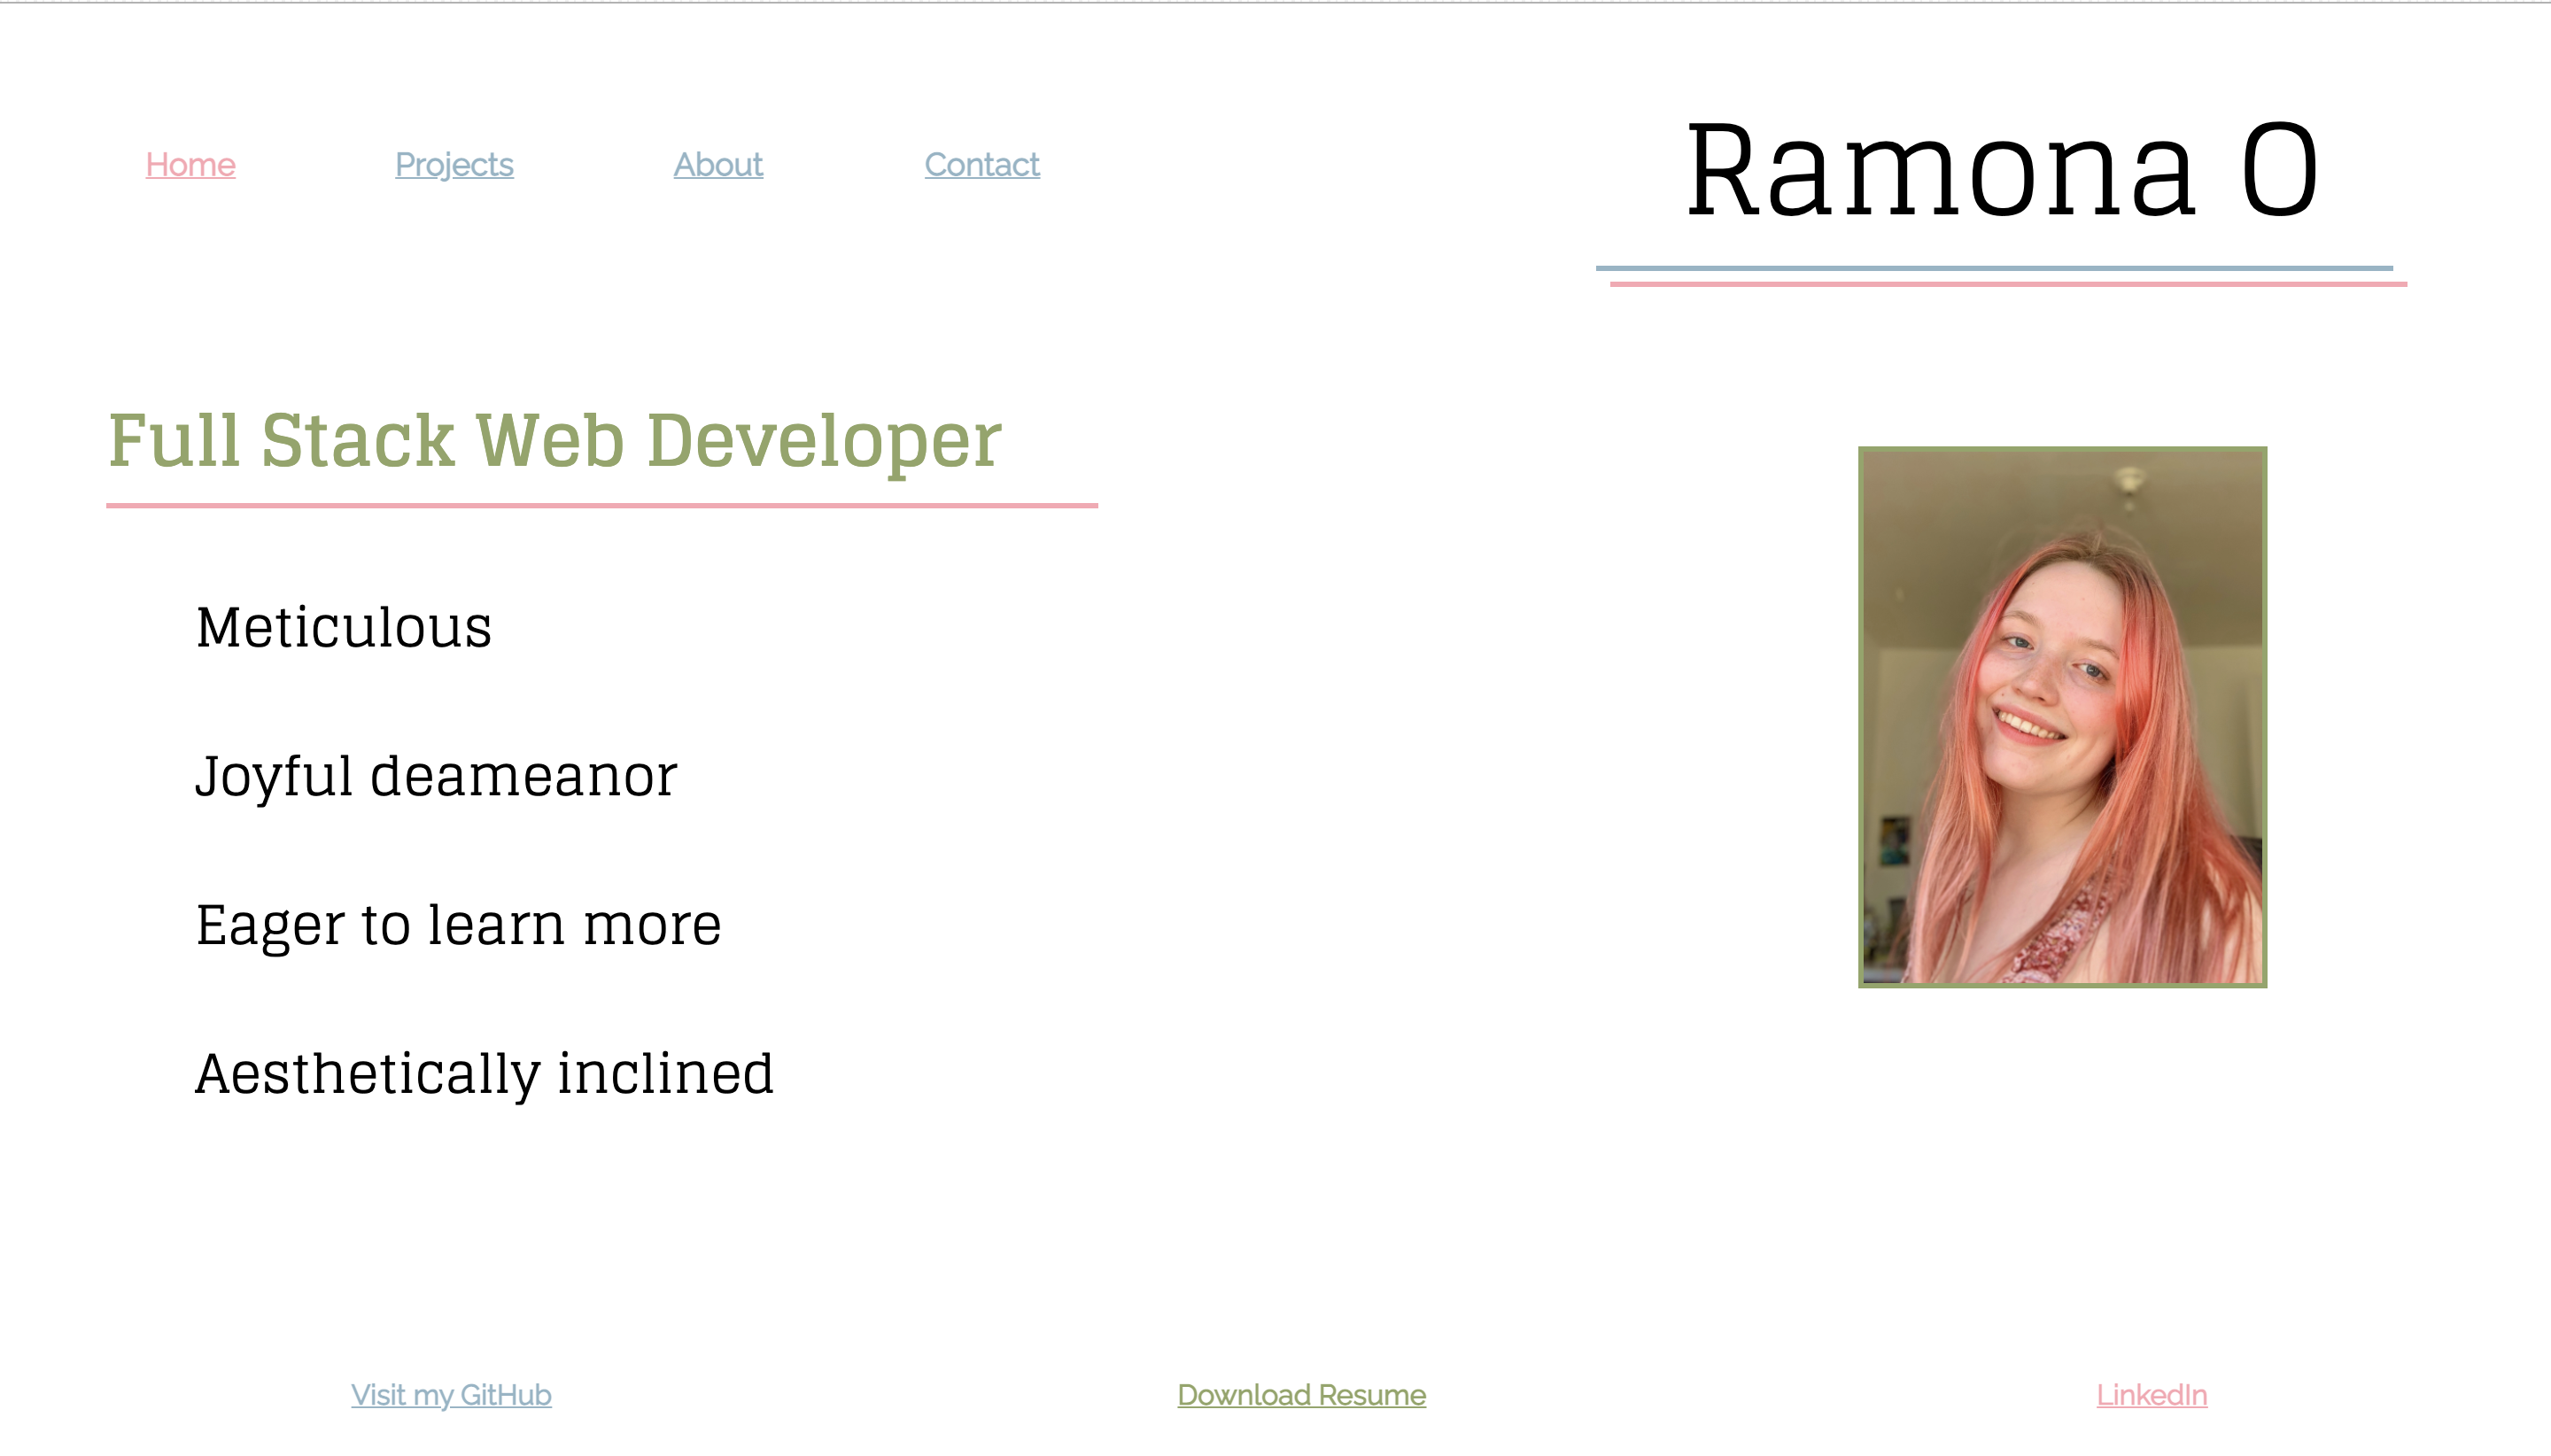 Home Projects About Contact
Ramona O
Full Stack Web Developer
Meticulous
Joyful deameanor
Eager to learn more
Aesthetically inclined
Visit my GitHub Download Resume LinkedIn